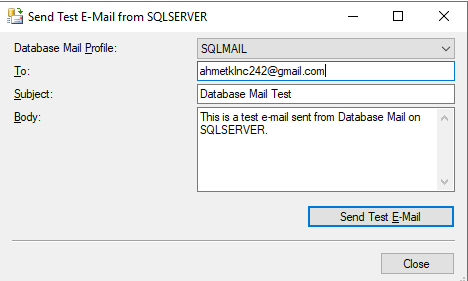 Send Test E-Mail from SQLSERVER
Database Mail Profile: SQLMAIL
To: ahmetklnc242@gmail.com
Subject: Database Mail Test
Body: This is a test e-mail sent from Database Mail on
SQLSERVER.
Send Test E-Mail
Close